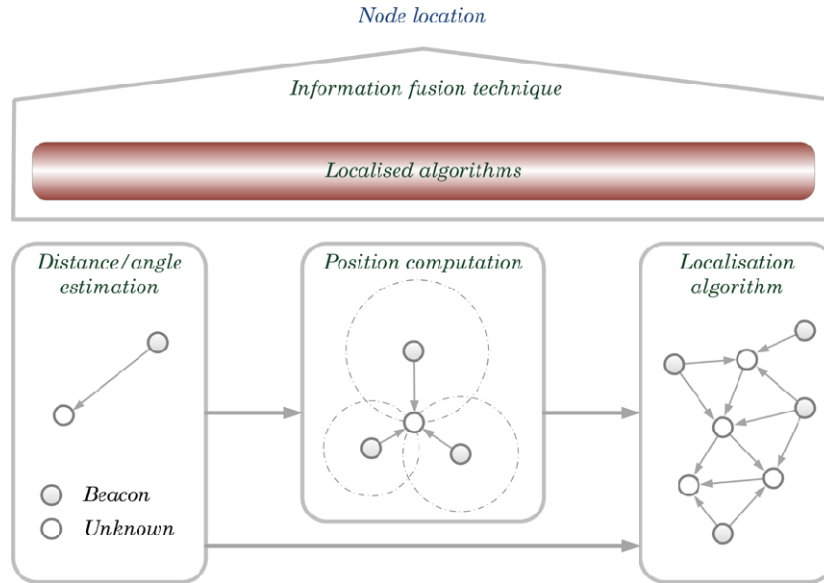 Node location
Information fusion technique
Localised algorithms
Distance/angle
estimation
Position computation
Localisation
algorithm
Beacon
Unknown